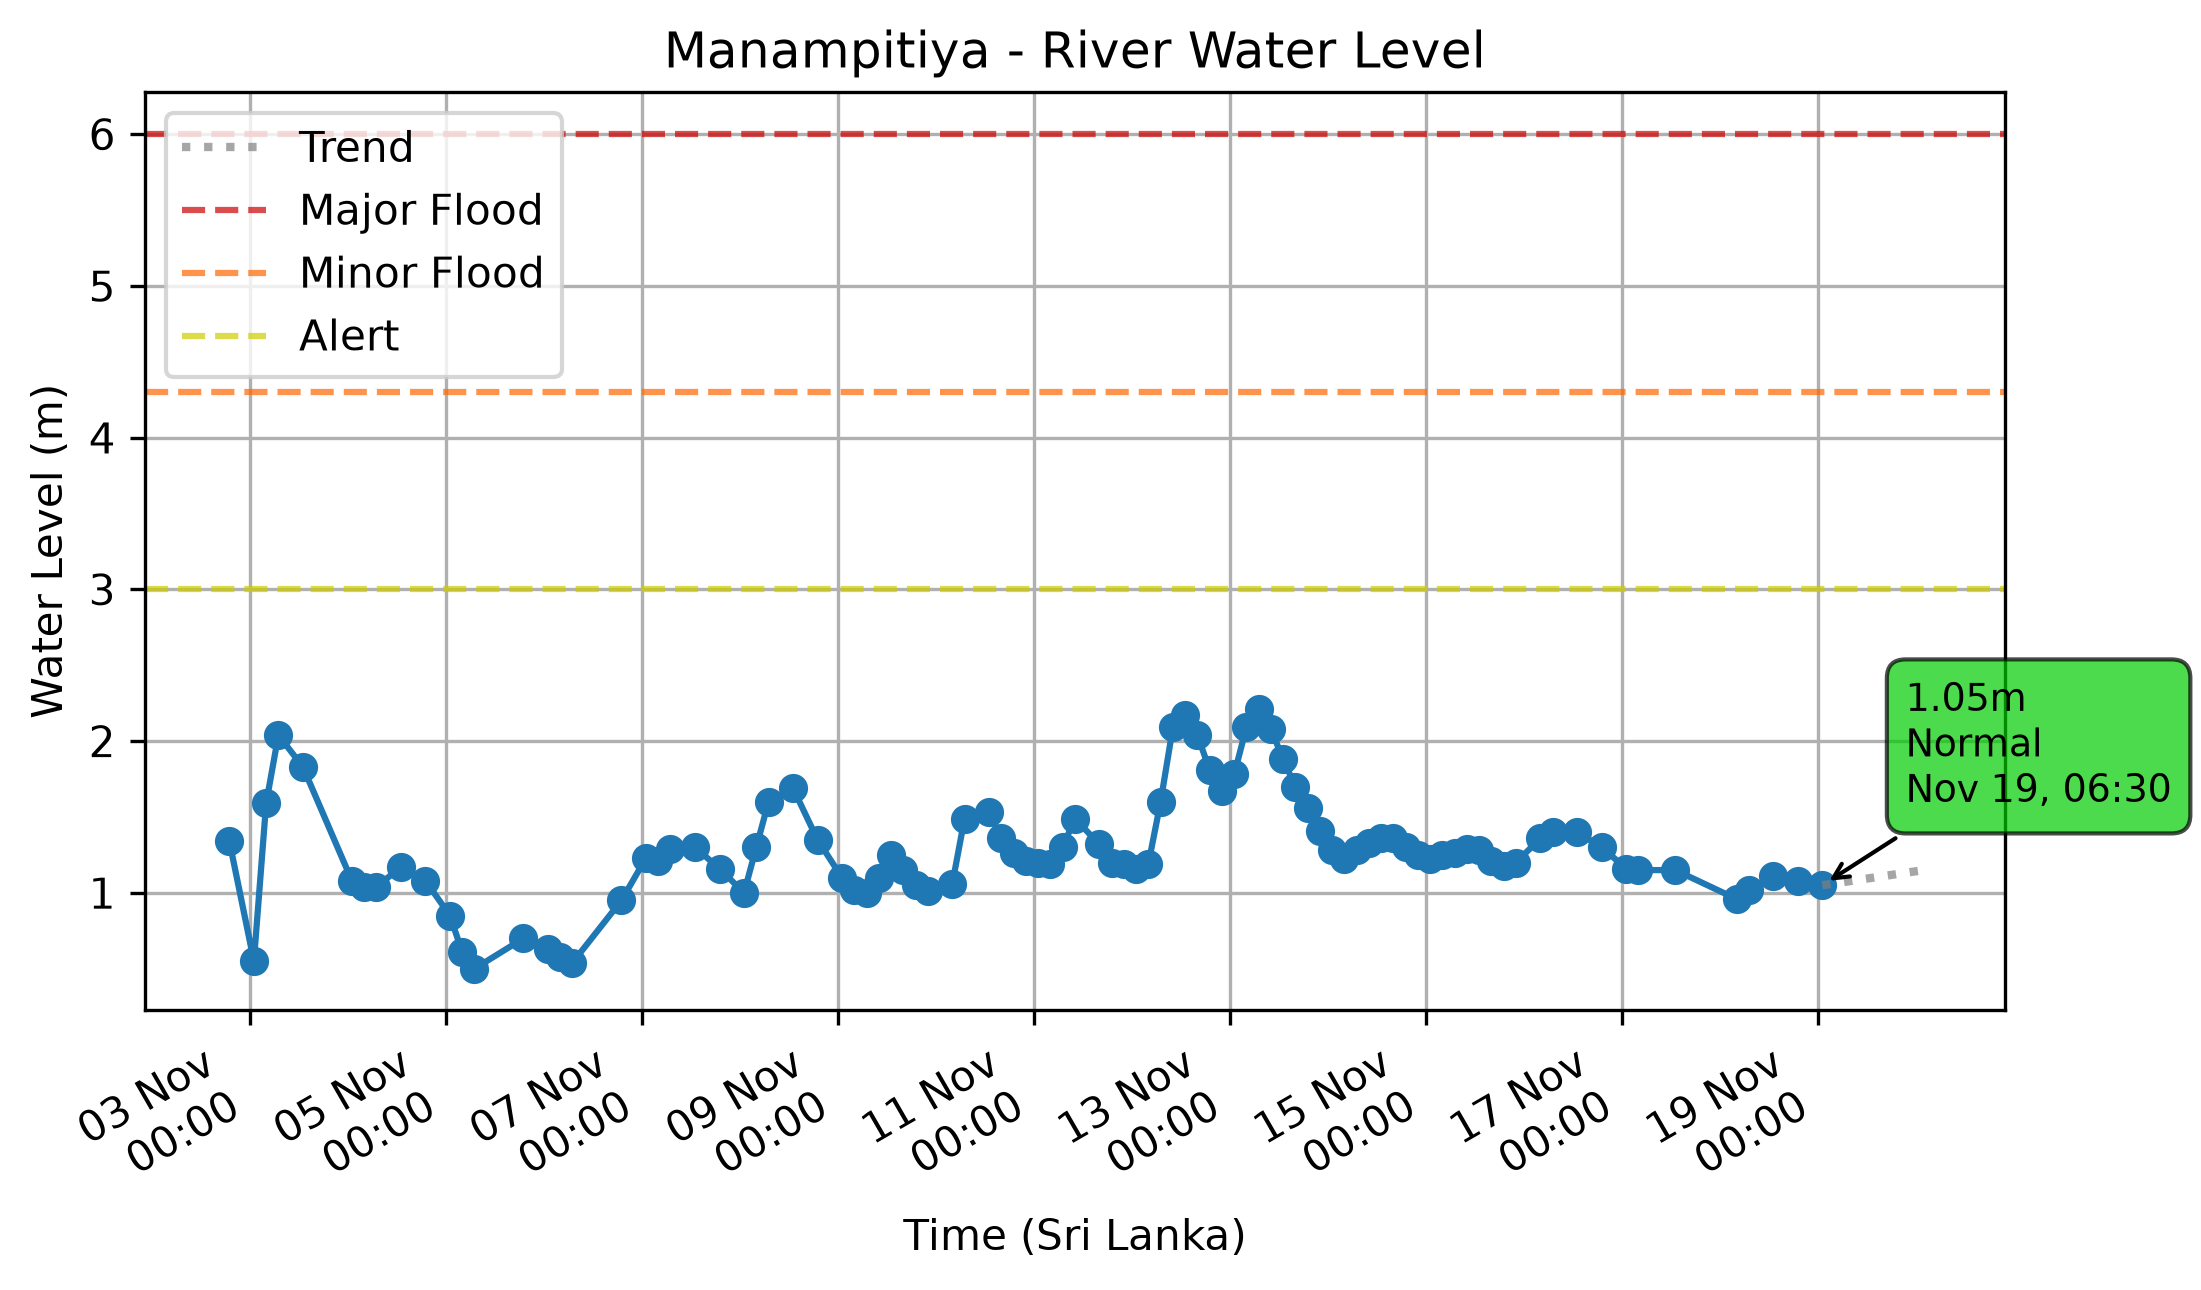 Manampitiya - River Water Level
Trend
Major Flood
Minor Flood
Alert
Water Level (m)
6
5
4
3
2
1
1.05m
Normal
Nov 19, 06:30
03 Nov
00:00
05 Nov
00:00
07 Nov
00:00
09 Nov
00:00
11 Nov
00:00
13 Nov
00:00
15 Nov
00:00
17 Nov
00:00
19 Nov
00:00
Time (Sri Lanka)